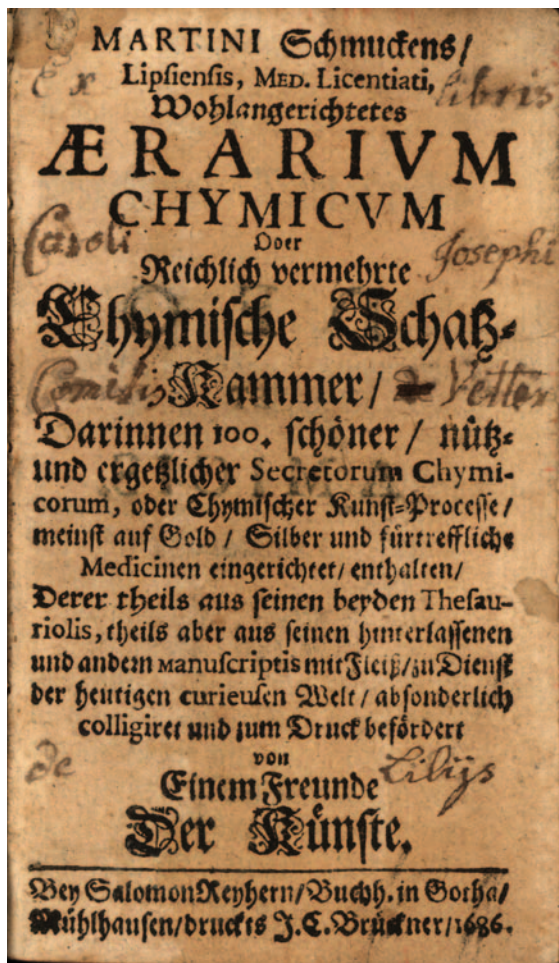 MARTINI Schmuckens/
Ex Lipsiensis, MED. Licentiati, libris
Wohlangerichtetes
ÆRARIVM
CHYMICVM
Caroli Oder Josephi
Reichlich vermehrte
Chymische Schatz-
Comitis Kammer/ a Vetter
Darinnen 100. schöner/ nütz-
und ergetzlicher Secretorum Chymi-
corum, oder Chymischer Kunst-Processe/
meinst auf Gold/ Silber und fürtreffliche
Medicinen eingerichtet/ enthalten/
Derer theils aus seinen beyden Thesau-
riolis, theils aber aus seinen hinterlassenen
und andern Manuscriptis mit Fleiß/ zu Dienst
der heutigen curieusen Welt/ absonderlich
colligiret und zum Druck befördert
von
de Einem Freunde Lilijs
Der Künste.
Bey Salomon Reyhern/ Buchh. in Gotha/
Mühlhausen/ druckts J. C. Brückner/ 1686.